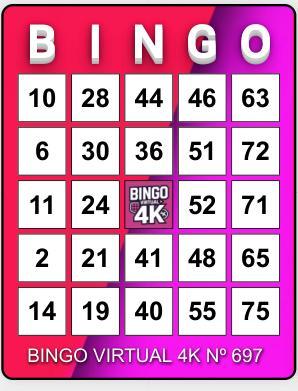 B I N G O
10 28 44 46 63
6 30 36 51 72
11 24 BINGO VIRTUAL 4K 52 71
2 21 41 48 65
14 19 40 55 75
BINGO VIRTUAL 4K Nº 697